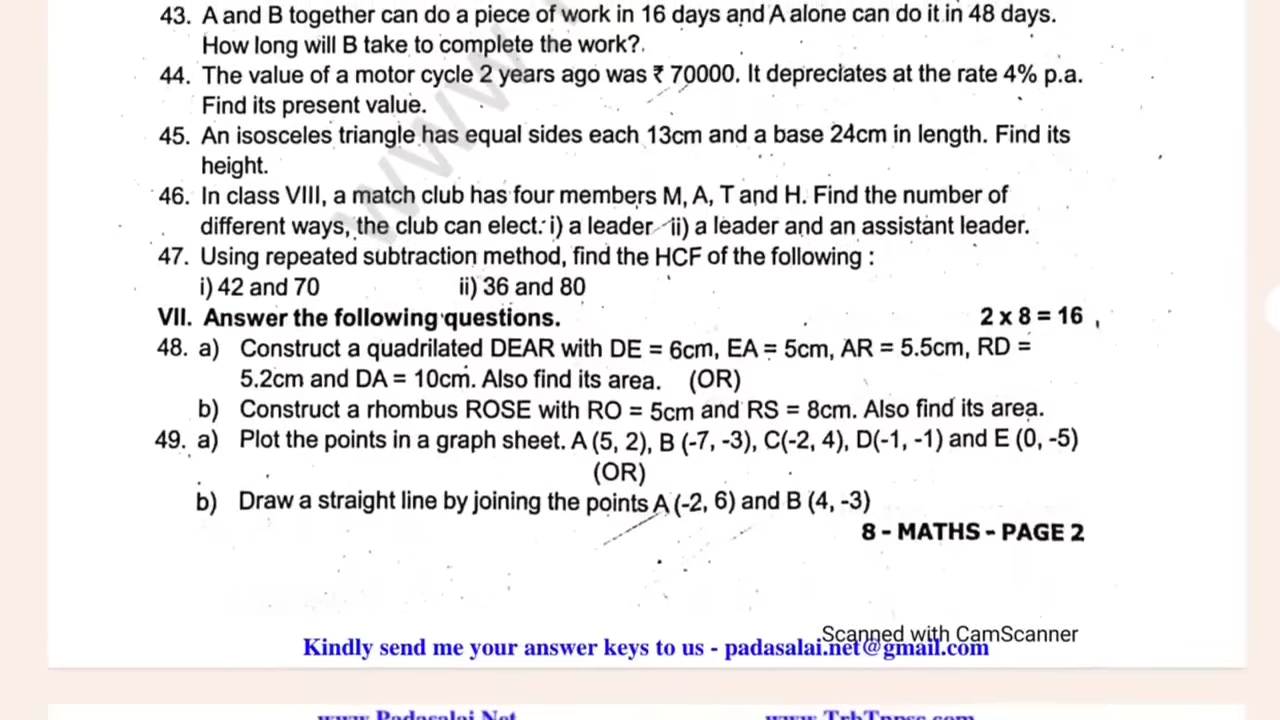 43. A and B together can do a piece of work in 16 days and A alone can do it in 48 days.
How long will B take to complete the work?.
44. The value of a motor cycle 2 years ago was ₹ 70000. It depreciates at the rate 4% p.a.
Find its present value.
45. An isosceles triangle has equal sides each 13cm and a base 24cm in length. Find its
height.
46. In class VIII, a match club has four members M, A, T and H. Find the number of
different ways, the club can elect: i) a leader ii) a leader and an assistant leader.
47. Using repeated subtraction method, find the HCF of the following :
i) 42 and 70 ii) 36 and 80
VII. Answer the following questions. 2 x 8 = 16
48. a) Construct a quadrilated DEAR with DE = 6cm, EA = 5cm, AR = 5.5cm, RD =
5.2cm and DA = 10cm. Also find its area. (OR)
b) Construct a rhombus ROSE with RO = 5cm and RS = 8cm. Also find its area.
49. a) Plot the points in a graph sheet. A (5, 2), B (-7, -3), C(-2, 4), D(-1, -1) and E (0, -5)
(OR)
b) Draw a straight line by joining the points A (-2, 6) and B (4, -3)
8 - MATHS - PAGE 2
Scanned with CamScanner
Kindly send me your answer keys to us - padasalai.net@gmail.com
www.Padasalai.Net www.TrbTnpsc.com
www.